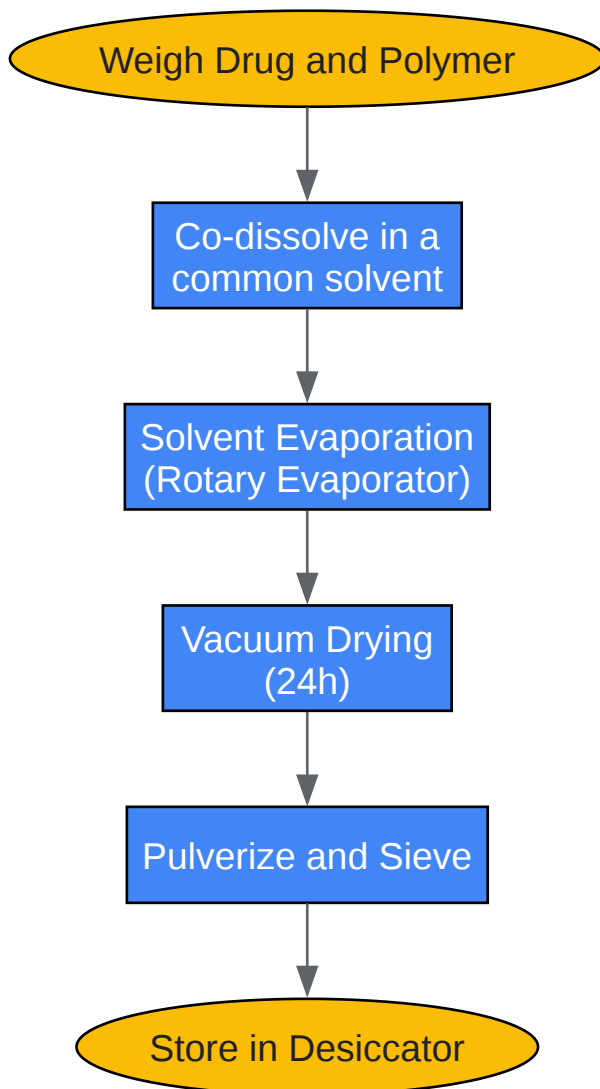 Weigh Drug and Polymer
Co-dissolve in a
common solvent
Solvent Evaporation
(Rotary Evaporator)
Vacuum Drying
(24h)
Pulverize and Sieve
Store in Desiccator